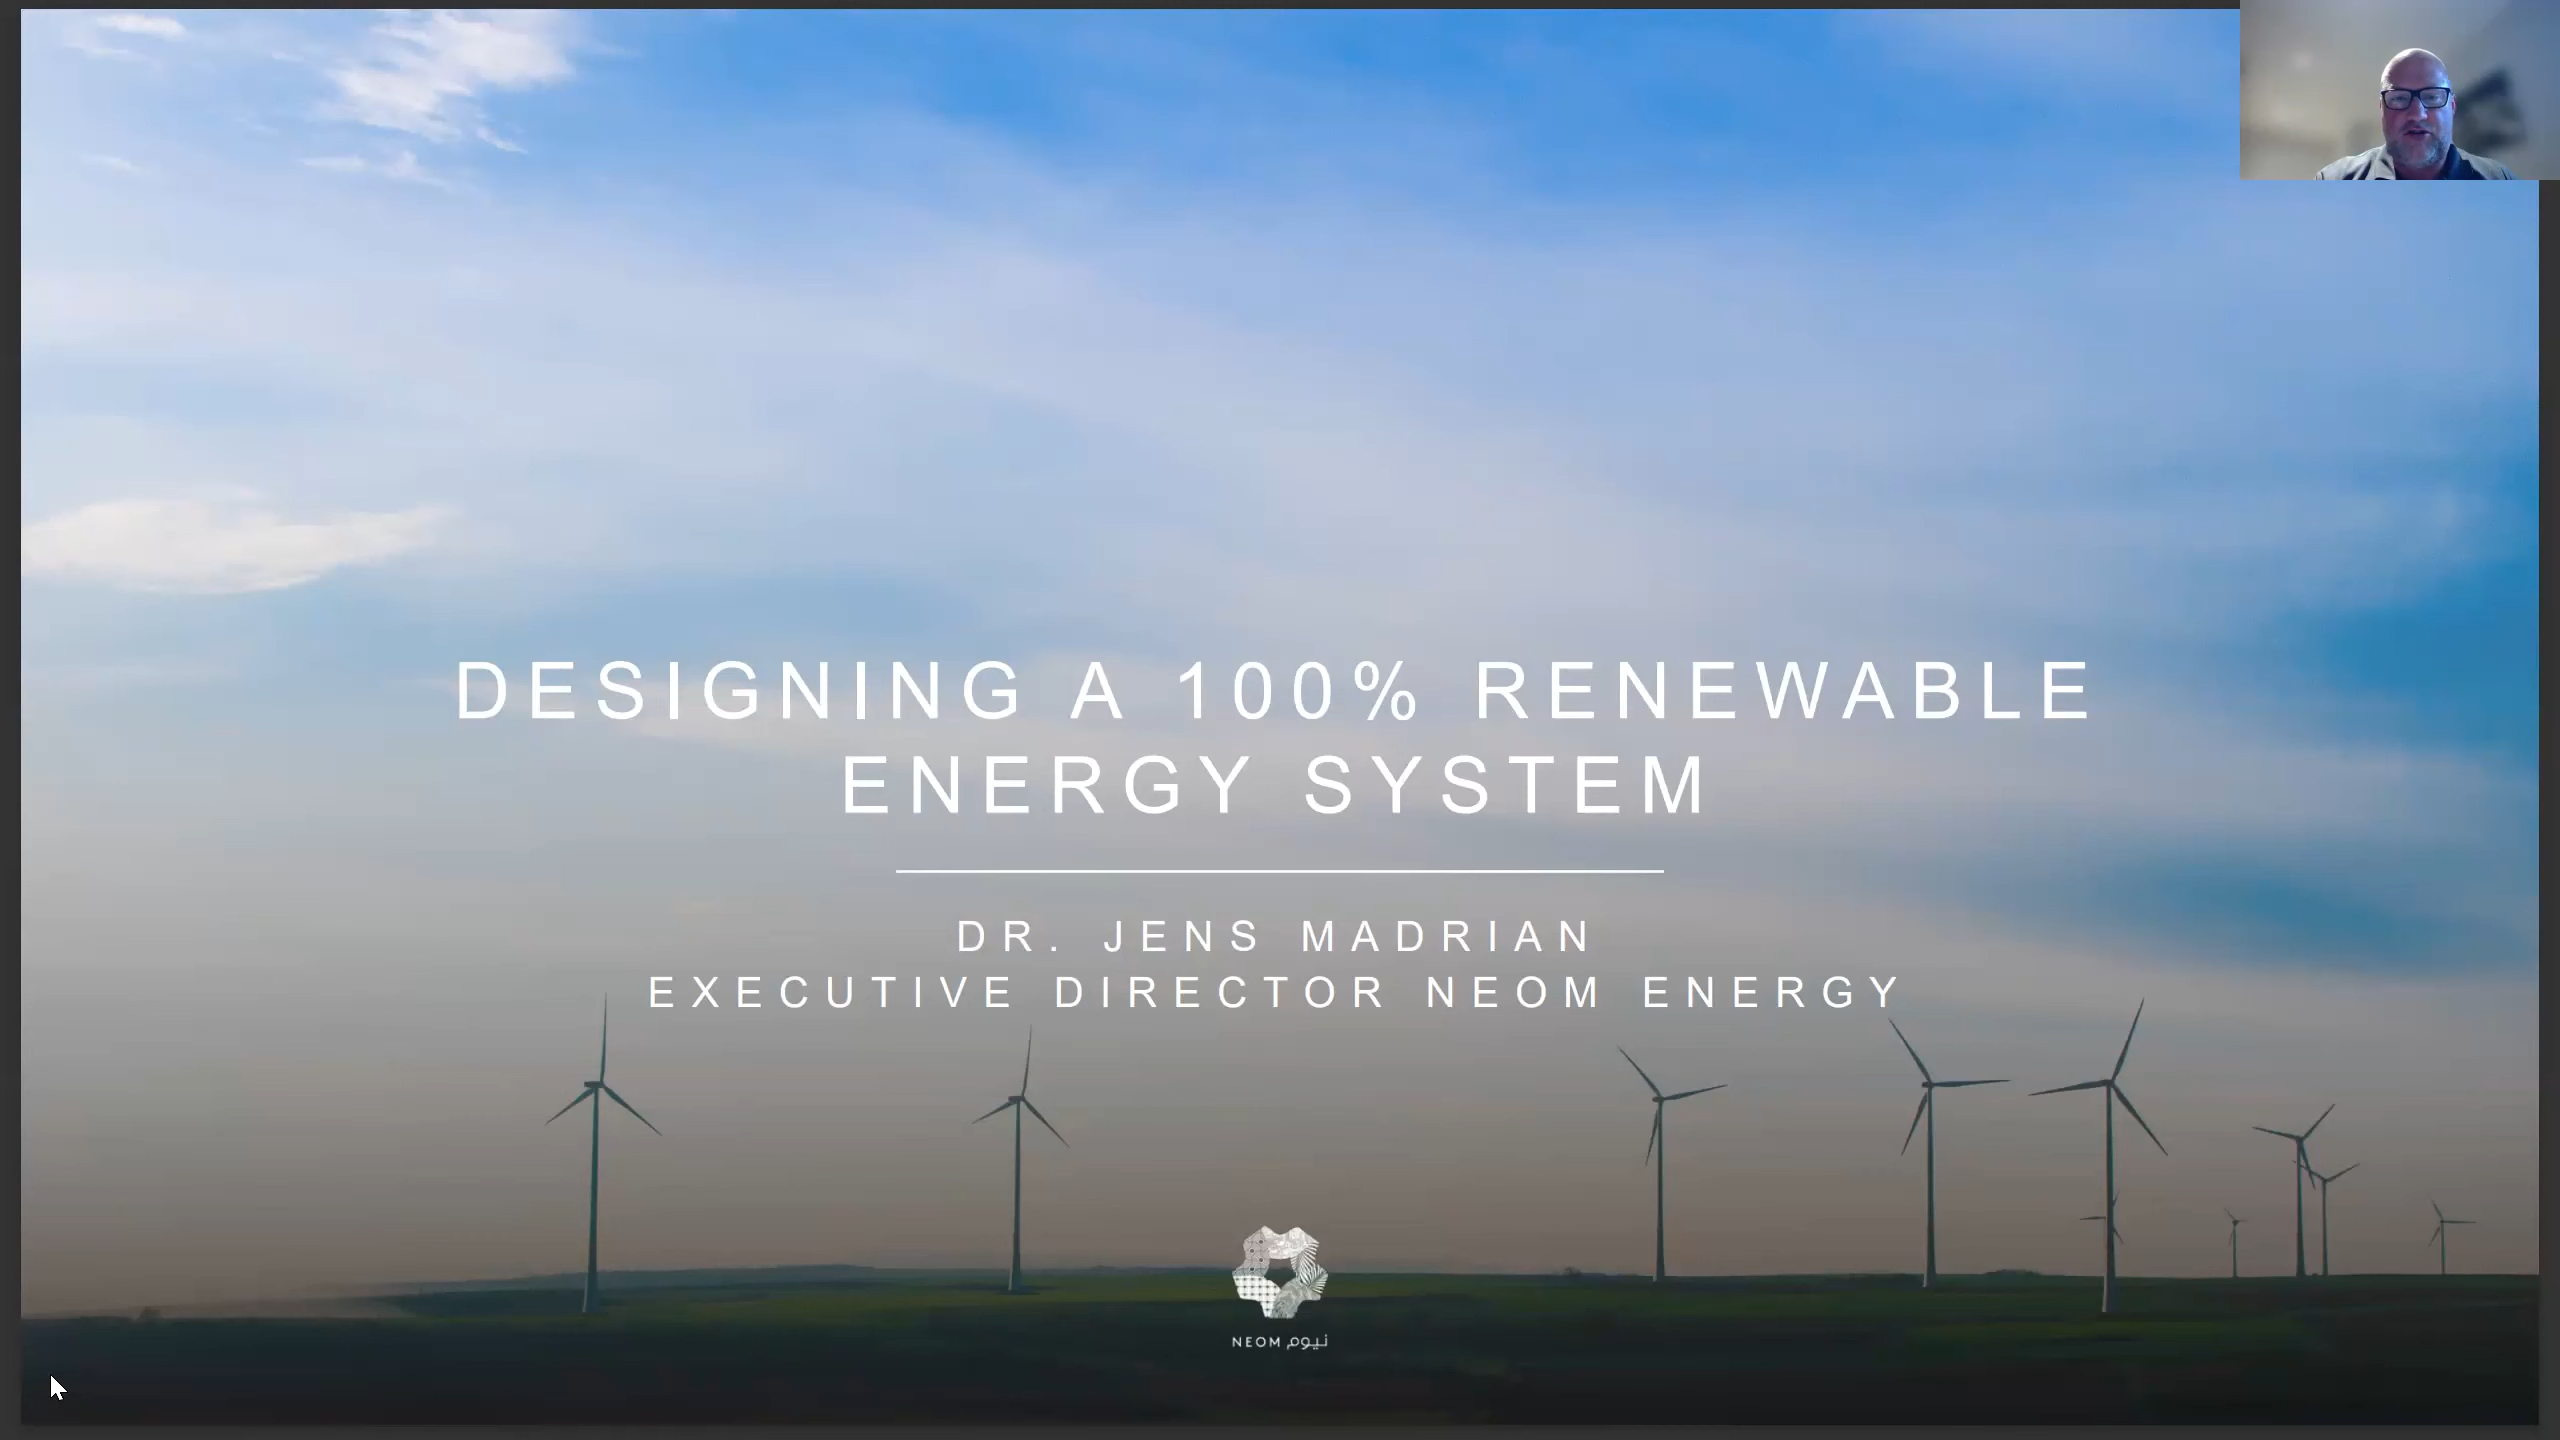 DESIGNING A 100% RENEWABLE
ENERGY SYSTEM
DR. JENS MADRIAN
EXECUTIVE DIRECTOR NEOM ENERGY
NEOM نيوم